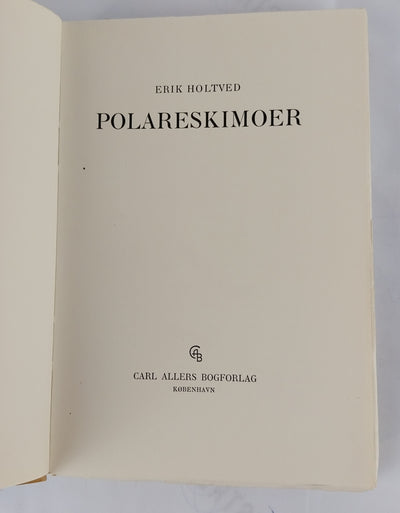 ERIK HOLTVED
POLARESKIMOER
CAB
CARL ALLERS BOGFORLAG
KØBENHAVN